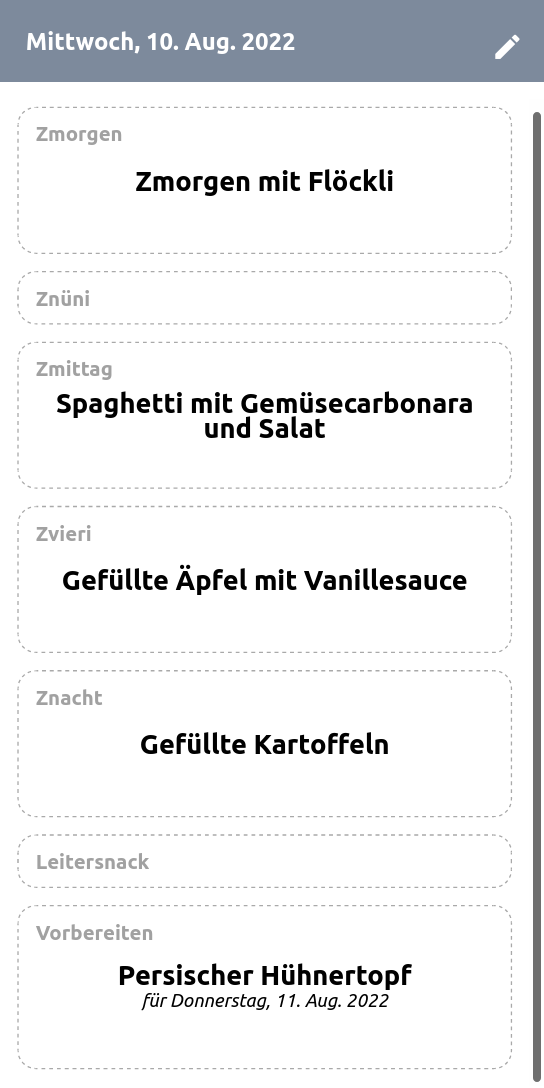 Mittwoch, 10. Aug. 2022
Zmorgen
Zmorgen mit Flöckli
Znüni
Zmittag
Spaghetti mit Gemüsecarbonara
und Salat
Zvieri
Gefüllte Äpfel mit Vanillesauce
Znacht
Gefüllte Kartoffeln
Leitersnack
Vorbereiten
Persischer Hühnertopf
für Donnerstag, 11. Aug. 2022